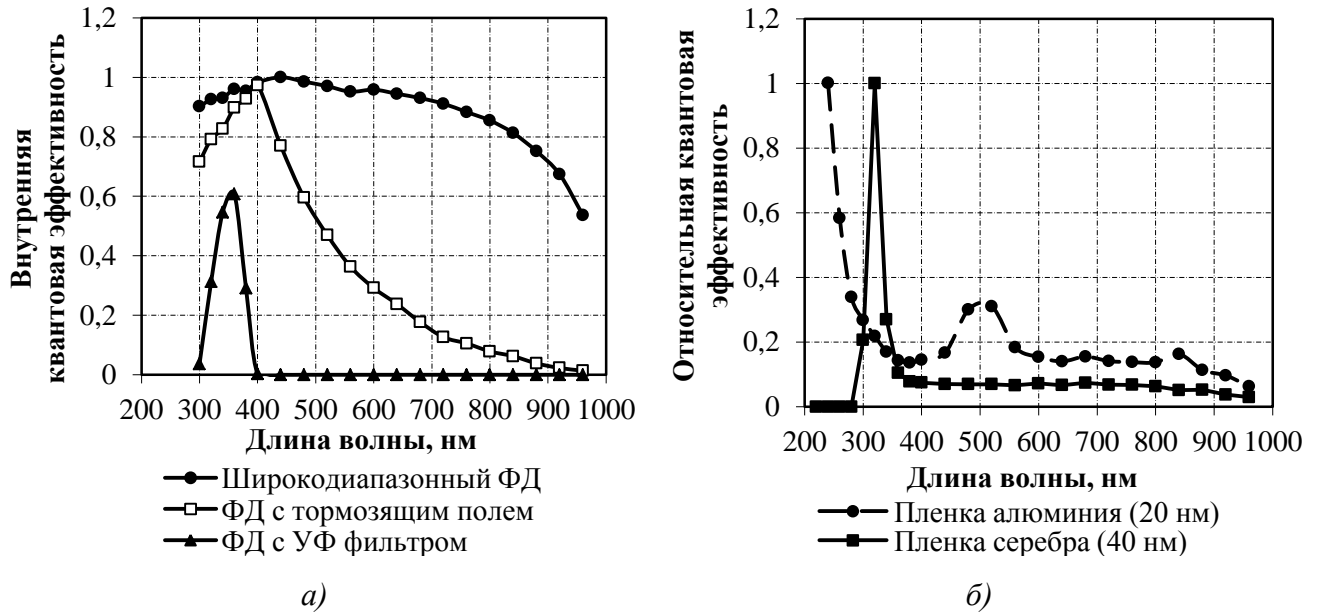 1,2
1
0,8
0,6
0,4
0,2
0
200 300 400 500 600 700 800 900 1000
Внутренняя
квантовая эффективность
Длина волны, нм
Широкодиапазонный ФД
ФД с тормозящим полем
ФД с УФ фильтром
а)
1,2
1
0,8
0,6
0,4
0,2
0
200 300 400 500 600 700 800 900 1000
Относительная квантовая
эффективность
Длина волны, нм
Пленка алюминия (20 нм)
Пленка серебра (40 нм)
б)